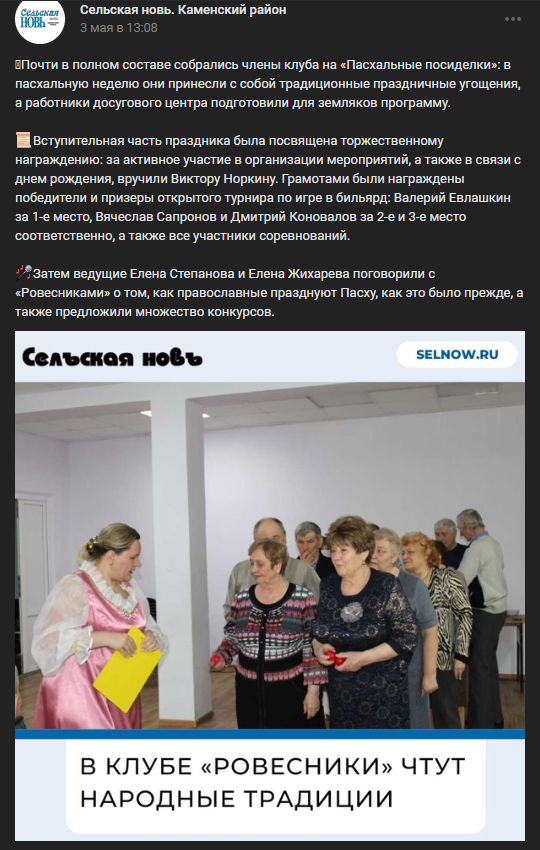 Сельская
НОВЬ
Сельская новь. Каменский район
3 мая в 13:08
Почти в полном составе собрались члены клуба на «Пасхальные посиделки»: в
пасхальную неделю они принесли с собой традиционные праздничные угощения,
а работники досугового центра подготовили для земляков программу.
Вступительная часть праздника была посвящена торжественному
награждению: за активное участие в организации мероприятий, а также в связи с
днем рождения, вручили Виктору Норкину. Грамотами были награждены
победители и призеры открытого турнира по игре в бильярд: Валерий Евлашкин
за 1-е место, Вячеслав Сапронов и Дмитрий Коновалов за 2-е и 3-е место
соответственно, а также все участники соревнований.
Затем ведущие Елена Степанова и Елена Жихарева поговорили с
«Ровесниками» о том, как православные празднуют Пасху, как это было прежде, а
также предложили множество конкурсов.
Селъская новъ
SELNOW.RU
В КЛУБЕ «РОВЕСНИКИ» ЧТУТ
НАРОДНЫЕ ТРАДИЦИИ